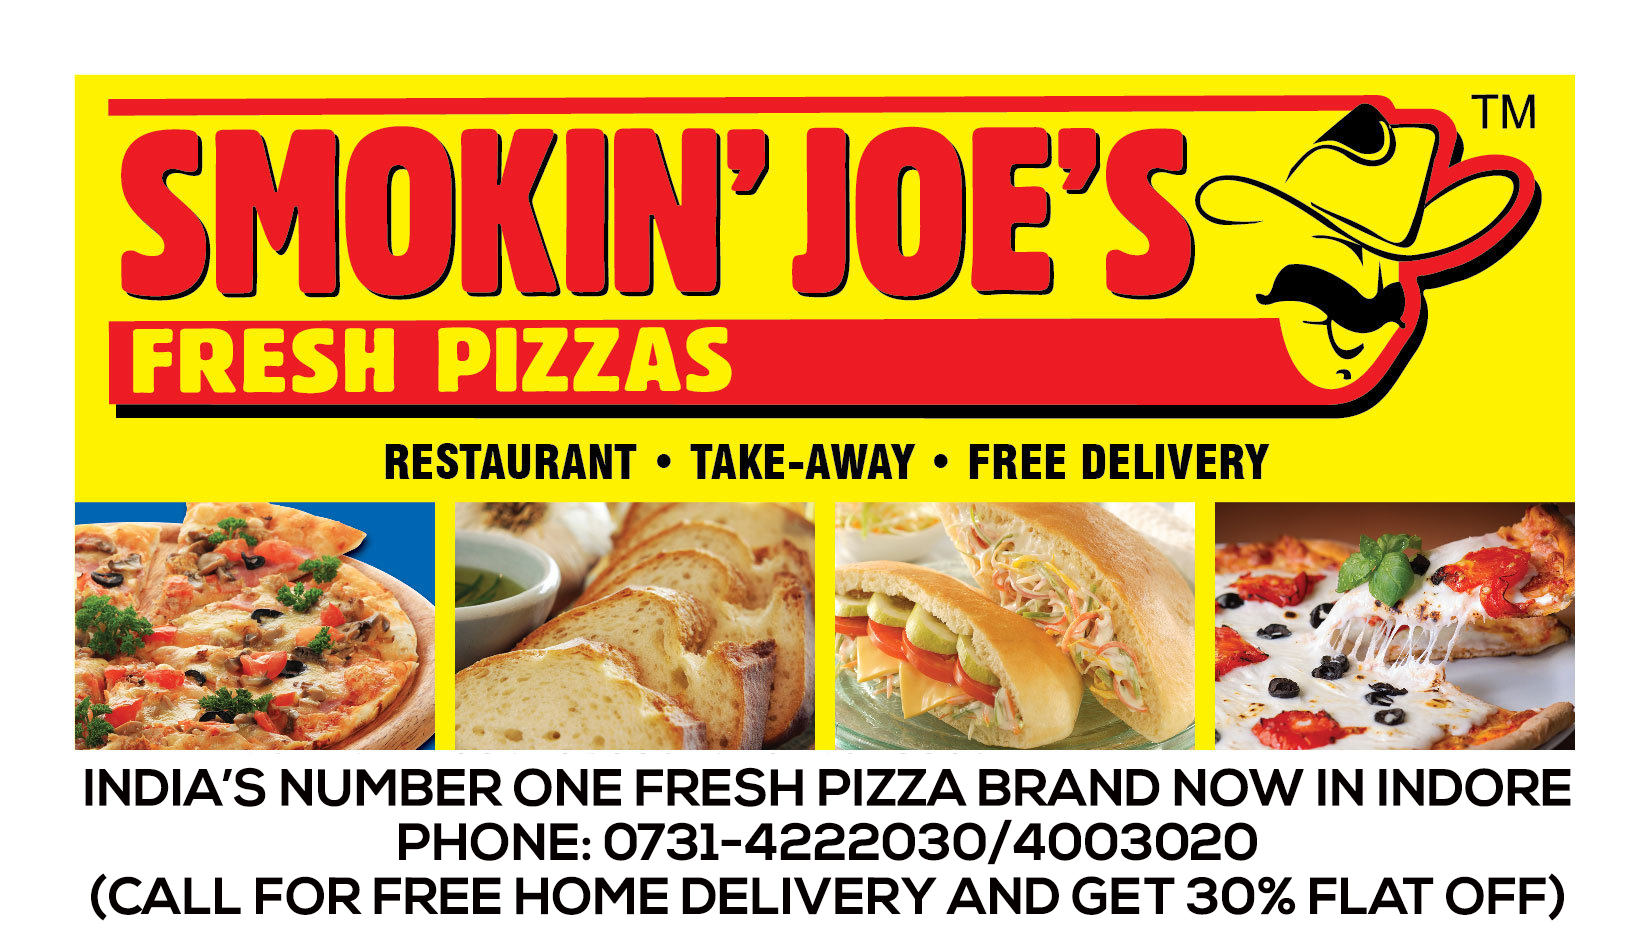 SMOKIN' JOE'S
TM
FRESH PIZZAS
RESTAURANT • TAKE-AWAY • FREE DELIVERY
INDIA'S NUMBER ONE FRESH PIZZA BRAND NOW IN INDORE
PHONE: 0731-4222030/4003020
(CALL FOR FREE HOME DELIVERY AND GET 30% FLAT OFF)